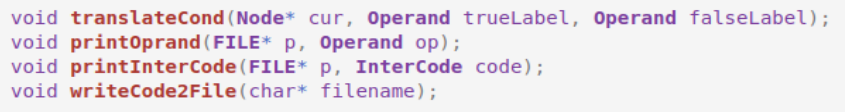 void translateCond(Node* cur, Operand trueLabel, Operand falseLabel);
void printOprand(FILE* p, Operand op);
void printInterCode(FILE* p, InterCode code);
void writeCode2File(char* filename);